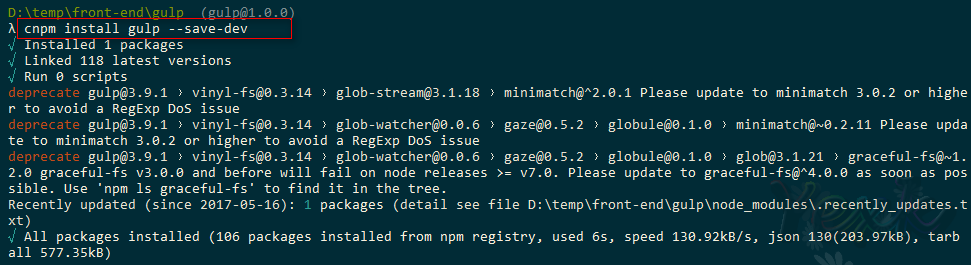 D:\temp\front-end\gulp (gulp@1.0.0)
λ cnpm install gulp --save-dev
√ Installed 1 packages
√ Linked 118 latest versions
√ Run 0 scripts
deprecate gulp@3.9.1 › vinyl-fs@0.3.14 › glob-stream@3.1.18 › minimatch@^2.0.1 Please update to minimatch 3.0.2 or highe
r to avoid a RegExp DoS issue
deprecate gulp@3.9.1 › vinyl-fs@0.3.14 › glob-watcher@0.0.6 › gaze@0.5.2 › globule@0.1.0 › minimatch@~0.2.11 Please upda
te to minimatch 3.0.2 or higher to avoid a RegExp DoS issue
deprecate gulp@3.9.1 › vinyl-fs@0.3.14 › glob-watcher@0.0.6 › gaze@0.5.2 › globule@0.1.0 › glob@3.1.21 › graceful-fs@~1.
2.0 graceful-fs v3.0.0 and before will fail on node releases >= v7.0. Please update to graceful-fs@^4.0.0 as soon as pos
sible. Use 'npm ls graceful-fs' to find it in the tree.
Recently updated (since 2017-05-16): 1 packages (detail see file D:\temp\front-end\gulp\node_modules\.recently_updates.t
xt)
√ All packages installed (106 packages installed from npm registry, used 6s, speed 130.92kB/s, json 130(203.97kB), tarb
all 577.35kB)